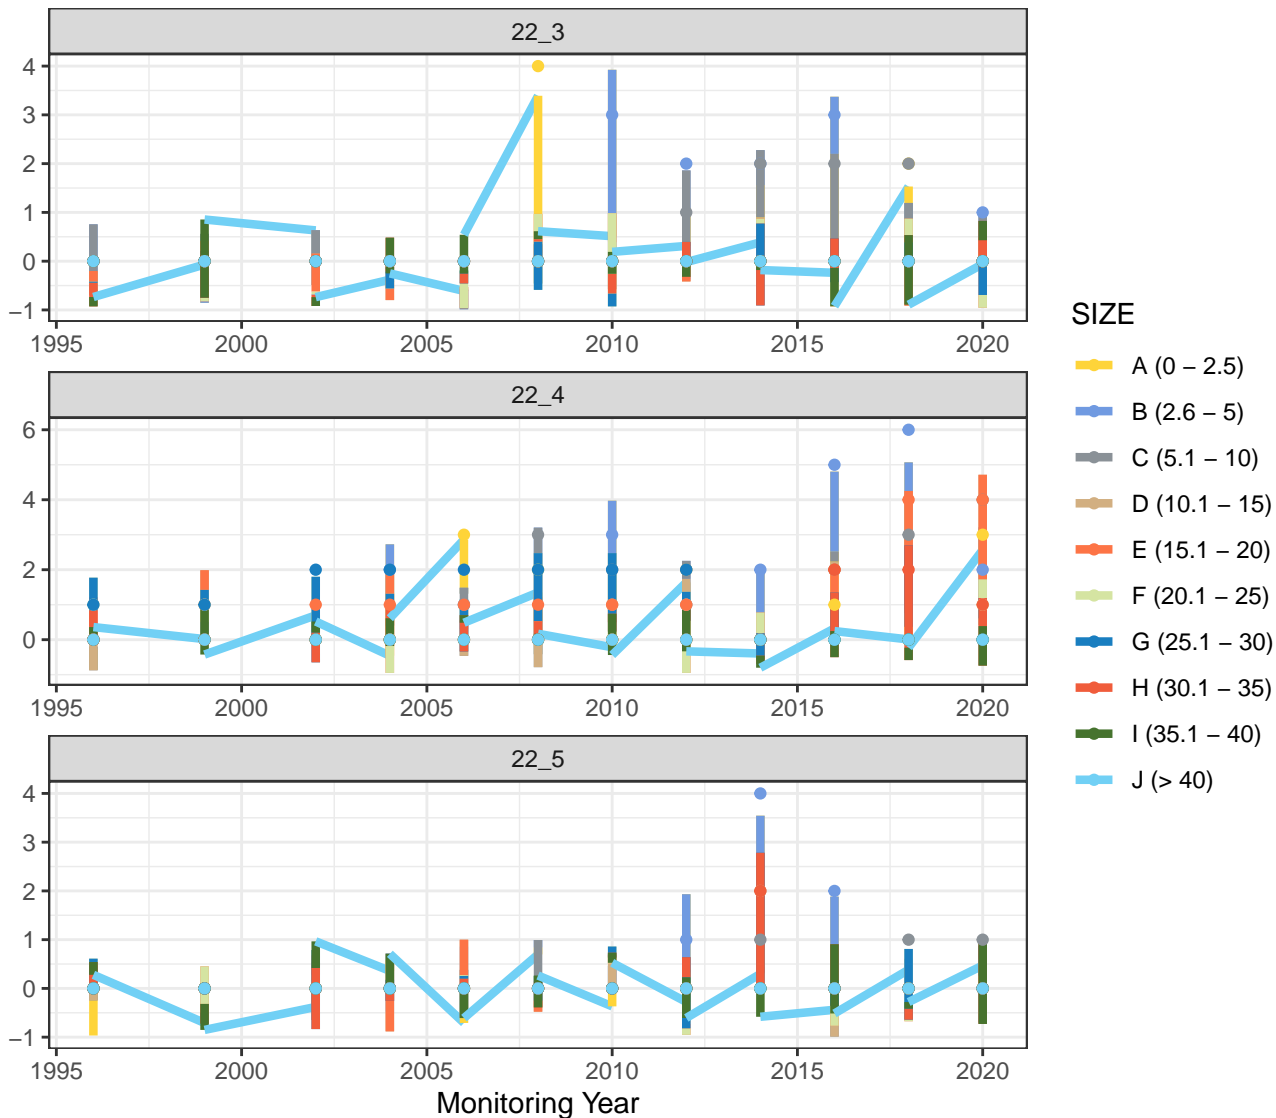 22_3
4
3
2
1
0
−1
1995 2000 2005 2010 2015 2020
22_4
6
4
2
0
1995 2000 2005 2010 2015 2020
22_5
4
3
2
1
0
−1
1995 2000 2005 2010 2015 2020
Monitoring Year
SIZE
A (0 − 2.5)
B (2.6 − 5)
C (5.1 − 10)
D (10.1 − 15)
E (15.1 − 20)
F (20.1 − 25)
G (25.1 − 30)
H (30.1 − 35)
I (35.1 − 40)
J (> 40)